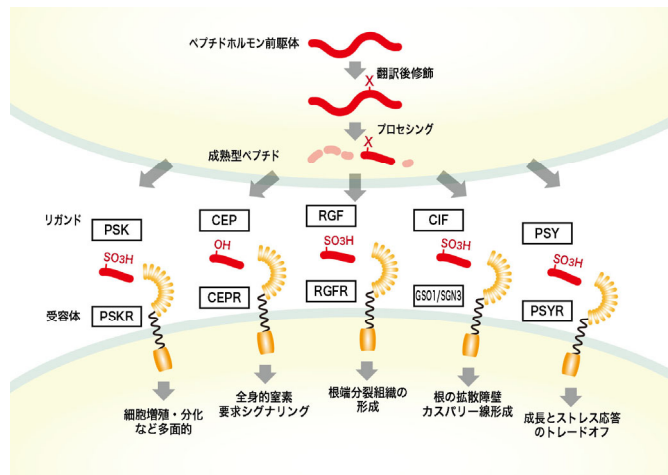 ペプチドホルモン前駆体
翻訳後修飾
X
プロセシング
X
成熟型ペプチド
リガンド
PSK
CEP
RGF
CIF
PSY
SO3H
OH
SO3H
SO3H
SO3H
受容体
PSKR
CEPR
RGFR
GSO1/SGN3
PSYR
細胞増殖・分化
など多面的
全身的窒素
要求シグナリング
根端分裂組織の
形成
根の拡散障壁
カスパリー線形成
成長とストレス応答
のトレードオフ